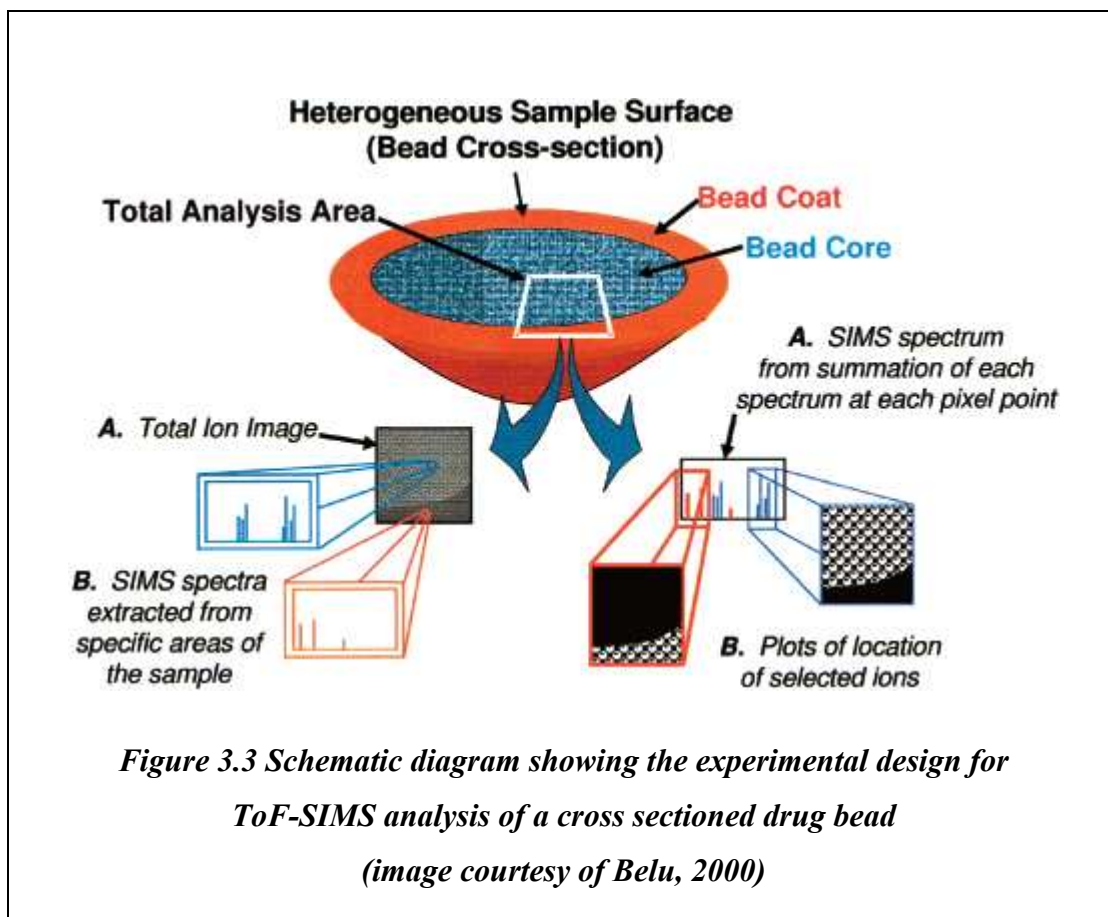 Heterogeneous Sample Surface
(Bead Cross-section)
Total Analysis Area
Bead Coat
Bead Core
A. SIMS spectrum
from summation of each
spectrum at each pixel point
A. Total Ion Image
B. SIMS spectra
extracted from
specific areas of
the sample
B. Plots of location
of selected ions
Figure 3.3 Schematic diagram showing the experimental design for
ToF-SIMS analysis of a cross sectioned drug bead
(image courtesy of Belu, 2000)